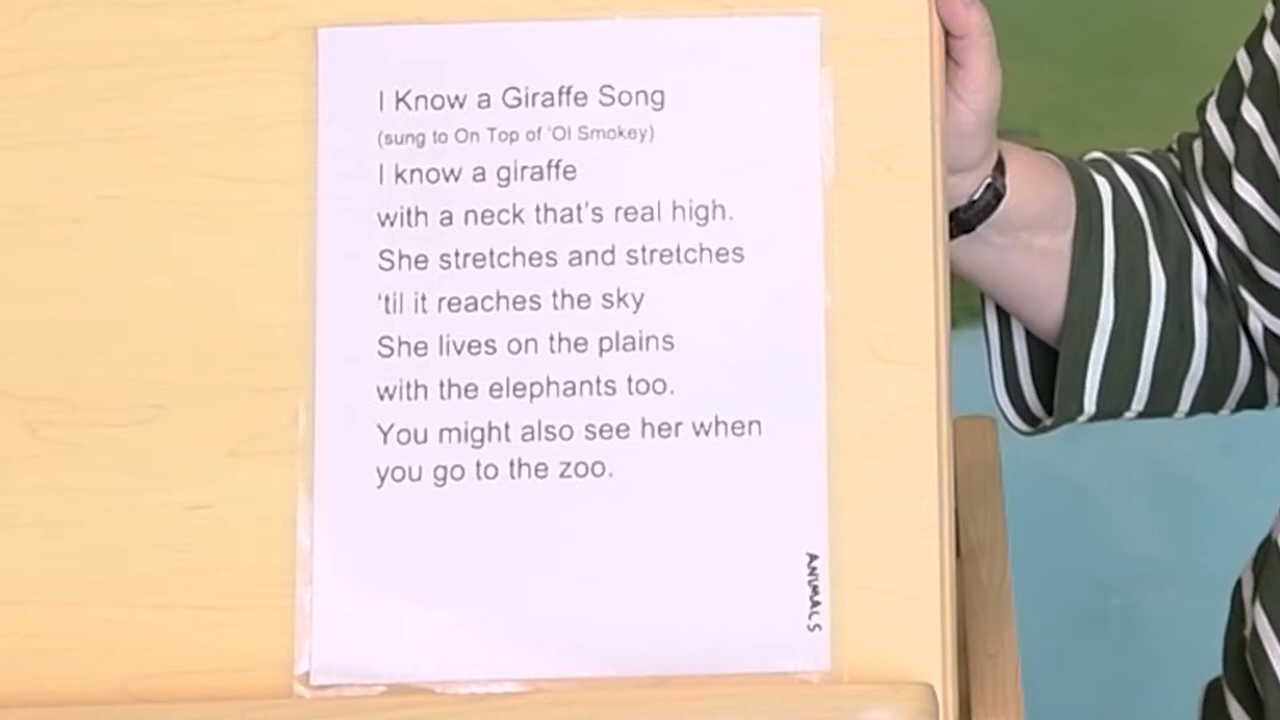 I Know a Giraffe Song
(sung to On Top of 'Ol Smokey)
I know a giraffe
with a neck that's real high.
She stretches and stretches
'til it reaches the sky
She lives on the plains
with the elephants too.
You might also see her when
you go to the zoo.
ANIMALS